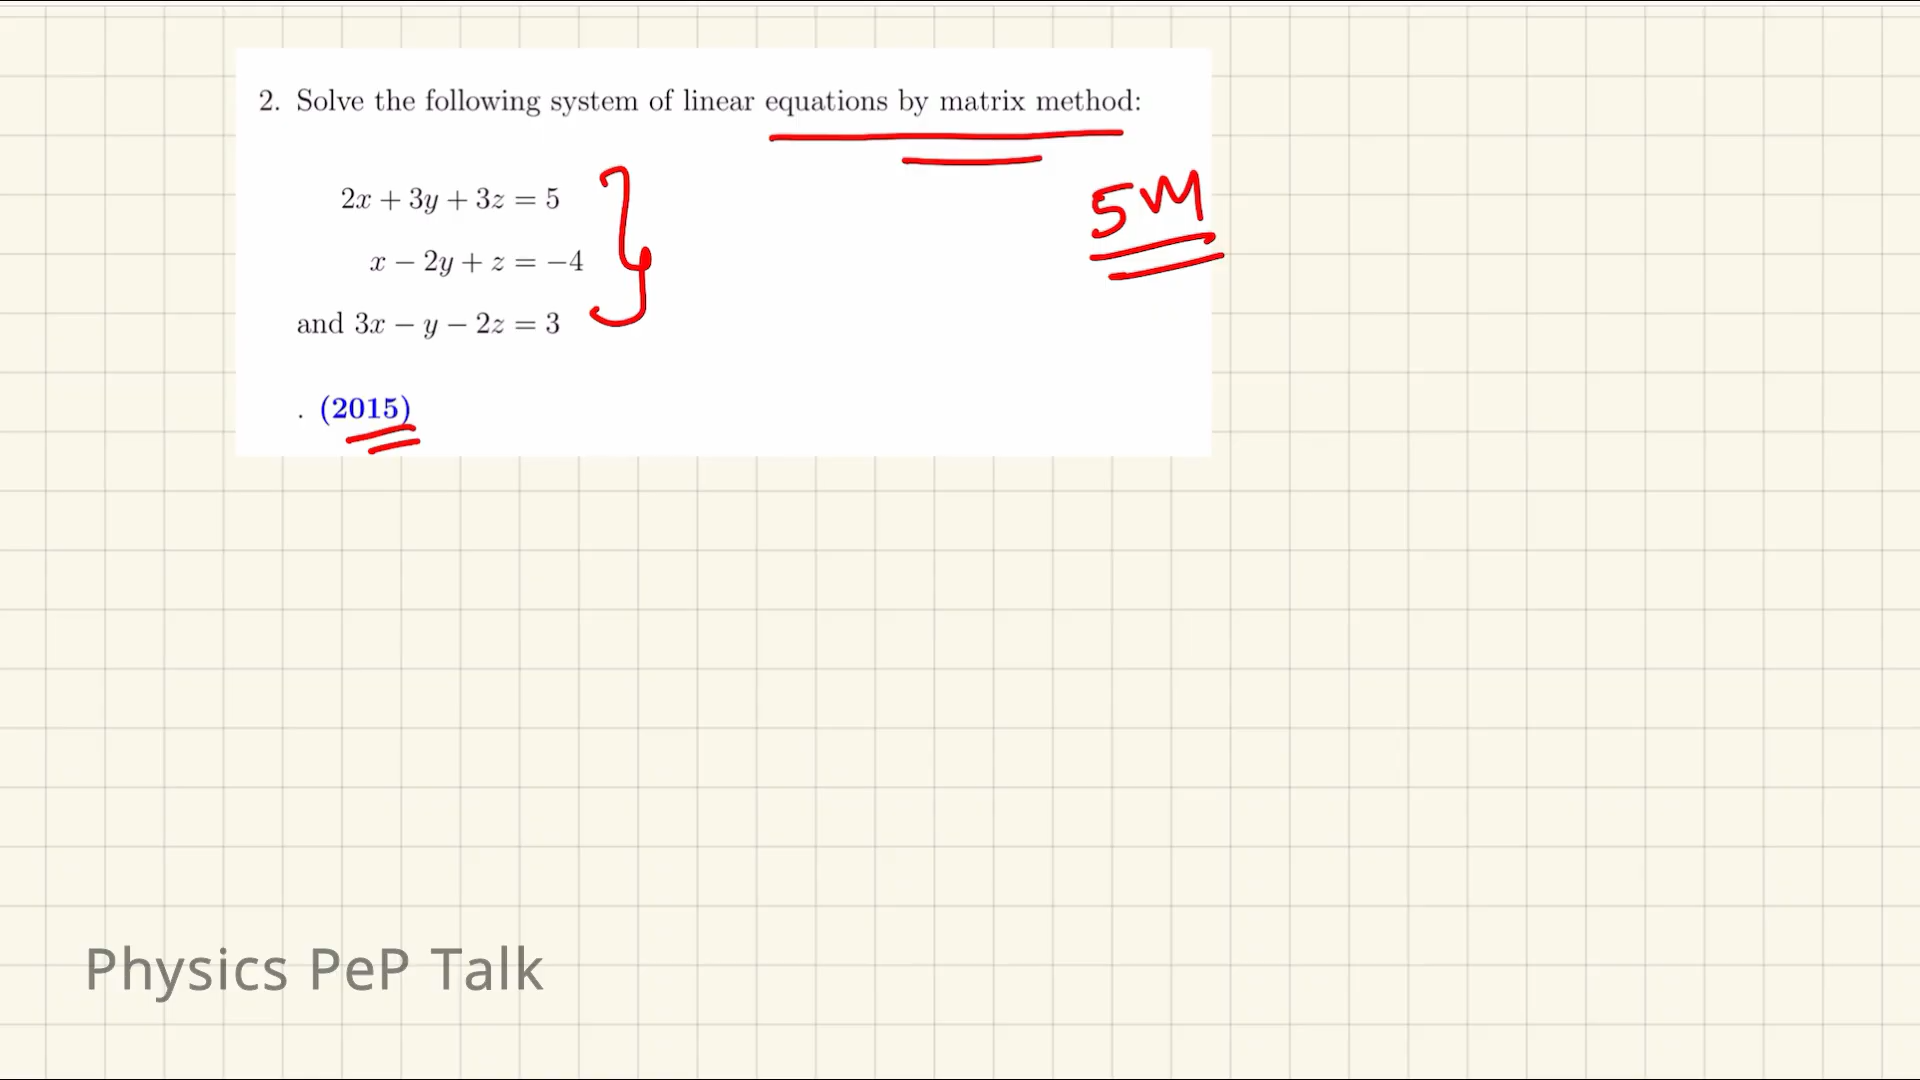 2. Solve the following system of linear equations by matrix method:
2x + 3y + 3z = 5
5M
x − 2y + z = −4
and 3x − y − 2z = 3
. (2015)
Physics PeP Talk